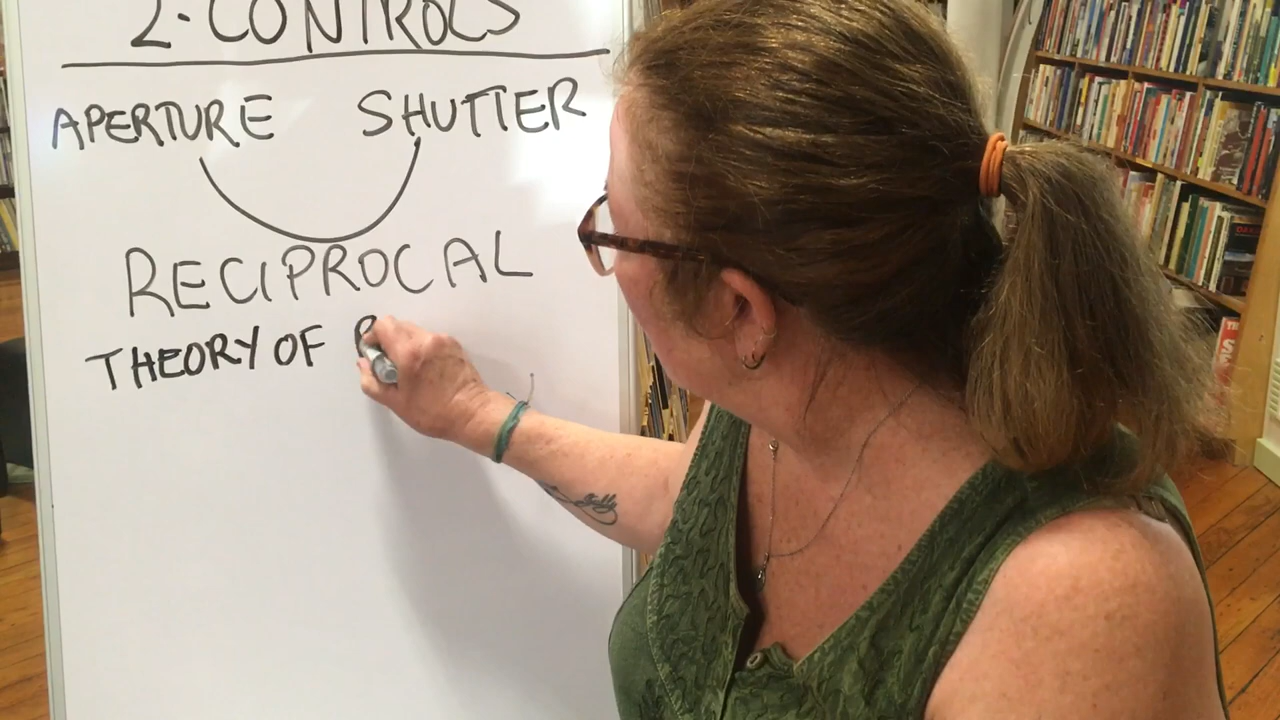 2. CONTROLS
APERTURE SHUTTER
RECIPROCAL
THEORY OF